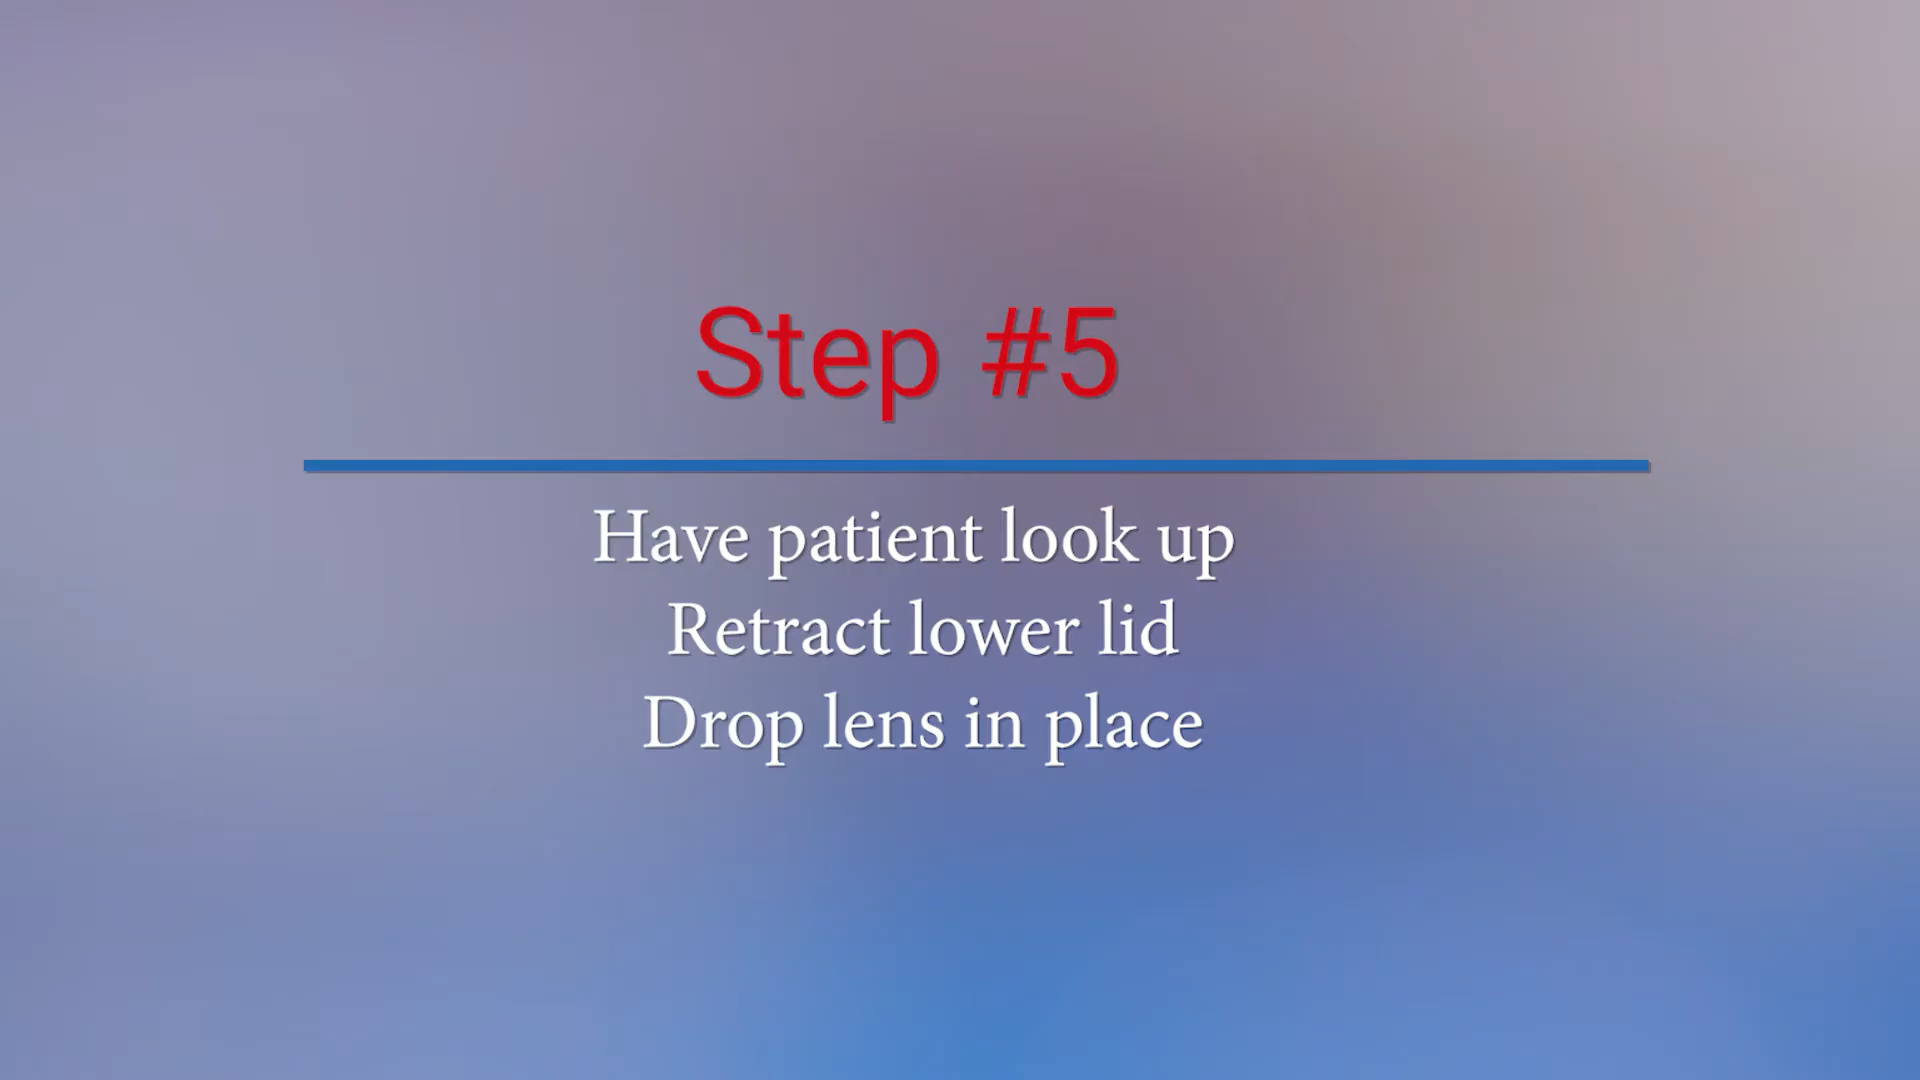 Step #5
Have patient look up
Retract lower lid
Drop lens in place